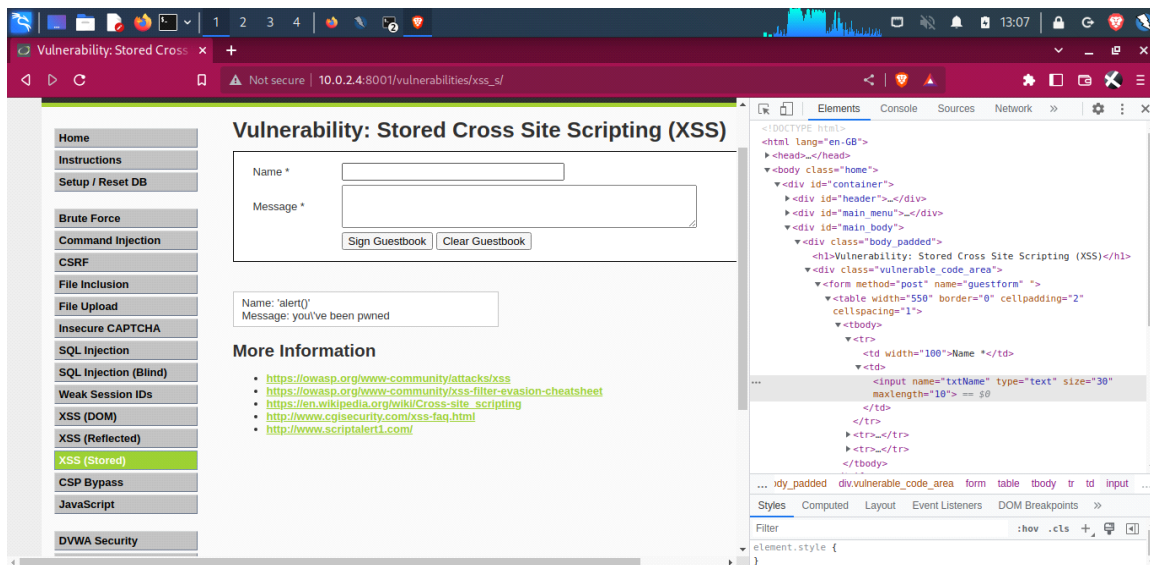 1 2 3 4 13:07
Vulnerability: Stored Cross
Not secure 10.0.2.4:8001/vulnerabilities/xss_s/
Home
Instructions
Setup / Reset DB
Brute Force
Command Injection
CSRF
File Inclusion
File Upload
Insecure CAPTCHA
SQL Injection
SQL Injection (Blind)
Weak Session IDs
XSS (DOM)
XSS (Reflected)
XSS (Stored)
CSP Bypass
JavaScript
DVWA Security
Vulnerability: Stored Cross Site Scripting (XSS)
Name *
Message *
Sign Guestbook Clear Guestbook
Name: 'alert()'
Message: you\'ve been pwned
More Information
https://owasp.org/www-community/attacks/xss
https://owasp.org/www-community/xss-filter-evasion-cheatsheet
https://en.wikipedia.org/wiki/Cross-site_scripting
http://www.cgisecurity.com/xss-faq.html
http://www.scriptalert1.com/
Elements Console Sources Network »
<!DOCTYPE html>
<html lang="en-GB">
<head>…</head>
<body class="home">
<div id="container">
<div id="header">…</div>
<div id="main_menu">…</div>
<div id="main_body">
<div class="body_padded">
<h1>Vulnerability: Stored Cross Site Scripting (XSS)</h1>
<div class="vulnerable_code_area">
<form method="post" name="guestform" ">
<table width="550" border="0" cellpadding="2"
cellspacing="1">
<tbody>
<tr>
<td width="100">Name *</td>
<td>
<input name="txtName" type="text" size="30"
maxlength="10"> == $0
</td>
</tr>
<tr>…</tr>
<tr>…</tr>
</tbody>
… dy_padded div.vulnerable_code_area form table tbody tr td input …
Styles Computed Layout Event Listeners DOM Breakpoints »
Filter :hov .cls +
element.style {
}